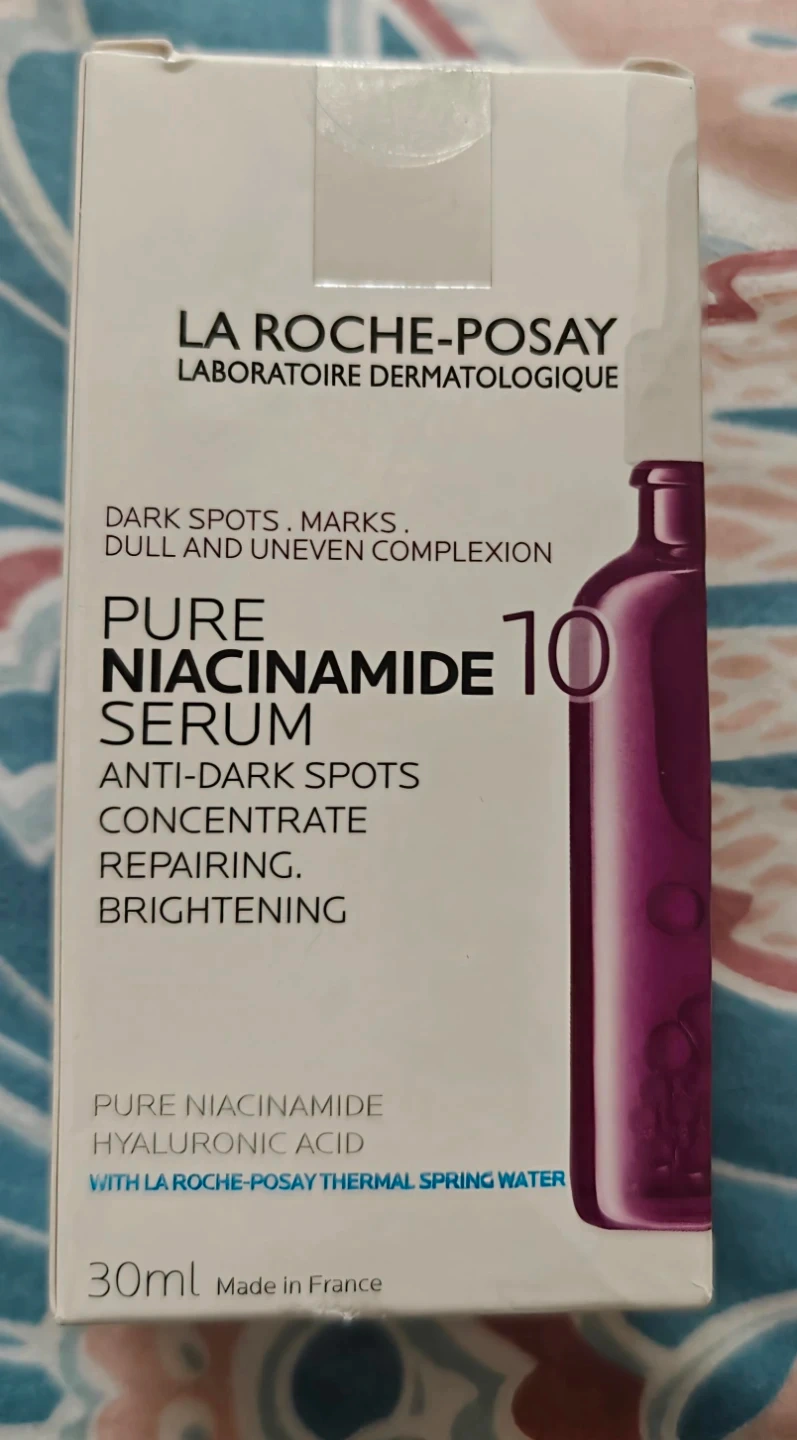 LA ROCHE-POSAY
LABORATOIRE DERMATOLOGIQUE
DARK SPOTS . MARKS .
DULL AND UNEVEN COMPLEXION
PURE
NIACINAMIDE 10
SERUM
ANTI-DARK SPOTS
CONCENTRATE
REPAIRING.
BRIGHTENING
PURE NIACINAMIDE
HYALURONIC ACID
WITH LA ROCHE-POSAY THERMAL SPRING WATER
30ml Made in France